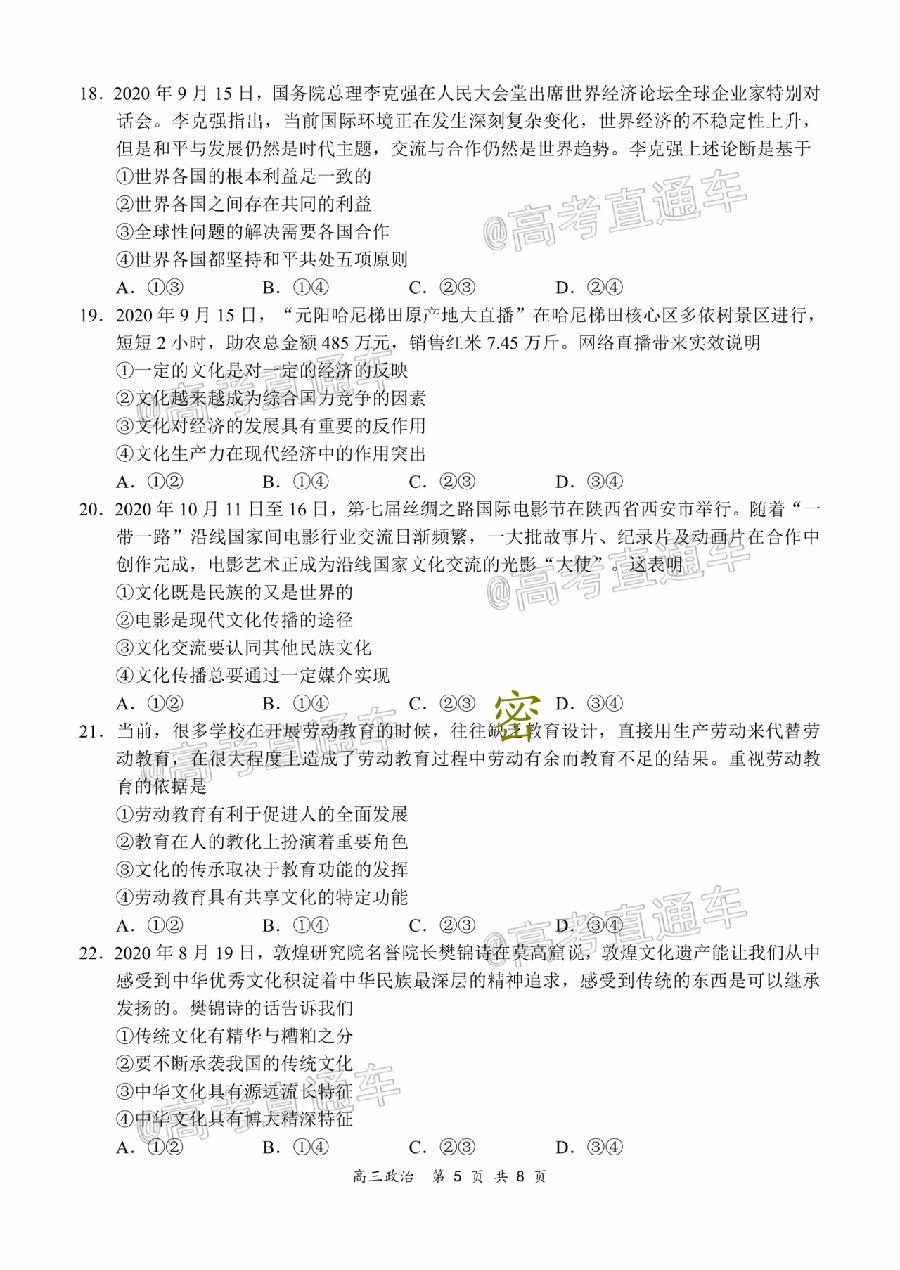 18．2020 年 9 月 15 日，国务院总理李克强在人民大会堂出席世界经济论坛全球企业家特别对
话会。李克强指出，当前国际环境正在发生深刻复杂变化，世界经济的不稳定性上升，
但是和平与发展仍然是时代主题，交流与合作仍然是世界趋势。李克强上述论断是基于
①世界各国的根本利益是一致的
②世界各国之间存在共同的利益
③全球性问题的解决需要各国合作
④世界各国都坚持和平共处五项原则
A．①③ B．①④ C．②③ D．②④
19．2020 年 9 月 15 日，“元阳哈尼梯田原产地大直播”在哈尼梯田核心区多依树景区进行，
短短 2 小时，助农总金额 485 万元，销售红米 7.45 万斤。网络直播带来实效说明
①一定的文化是对一定的经济的反映
②文化越来越成为综合国力竞争的因素
③文化对经济的发展具有重要的反作用
④文化生产力在现代经济中的作用突出
A．①② B．①④ C．②③ D．③④
20．2020 年 10 月 11 日至 16 日，第七届丝绸之路国际电影节在陕西省西安市举行。随着“一
带一路”沿线国家间电影行业交流日渐频繁，一大批故事片、纪录片及动画片在合作中
创作完成，电影艺术正成为沿线国家文化交流的光影“大使”。这表明
①文化既是民族的又是世界的
②电影是现代文化传播的途径
③文化交流要认同其他民族文化
④文化传播总要通过一定媒介实现
A．①② B．①④ C．②③ D．③④
密
21．当前，很多学校在开展劳动教育的时候，往往缺乏教育设计，直接用生产劳动来代替劳
动教育，在很大程度上造成了劳动教育过程中劳动有余而教育不足的结果。重视劳动教
育的依据是
①劳动教育有利于促进人的全面发展
②教育在人的教化上扮演着重要角色
③文化的传承取决于教育功能的发挥
④劳动教育具有共享文化的特定功能
A．①② B．①④ C．②③ D．③④
22．2020 年 8 月 19 日，敦煌研究院名誉院长樊锦诗在莫高窟说，敦煌文化遗产能让我们从中
感受到中华优秀文化积淀着中华民族最深层的精神追求，感受到传统的东西是可以继承
发扬的。樊锦诗的话告诉我们
①传统文化有精华与糟粕之分
②要不断承袭我国的传统文化
③中华文化具有源远流长特征
④中华文化具有博大精深特征
A．①② B．①④ C．②③ D．③④
高三政治 第 5 页 共 8 页
@高考直通车
@高考直通车
@高考直通车
@高考直通车
@高考直通车
@高考直通车